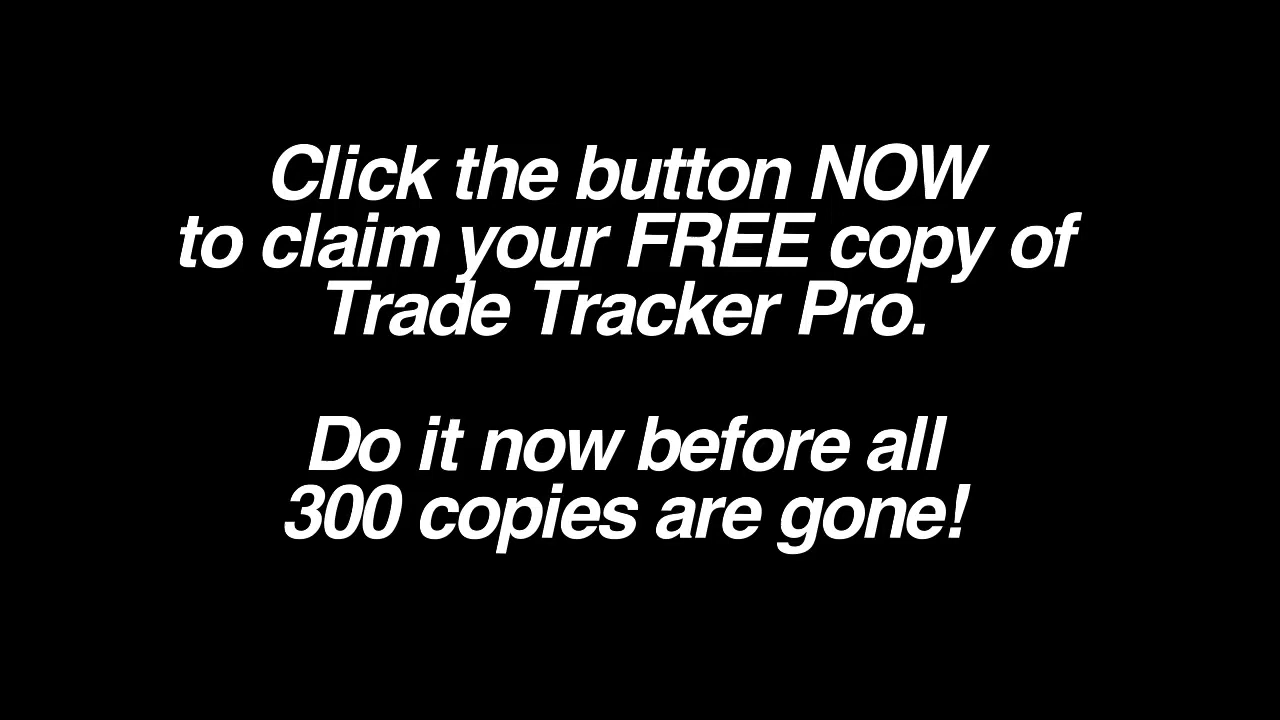 Click the button NOW
to claim your FREE copy of
Trade Tracker Pro.
Do it now before all
300 copies are gone!